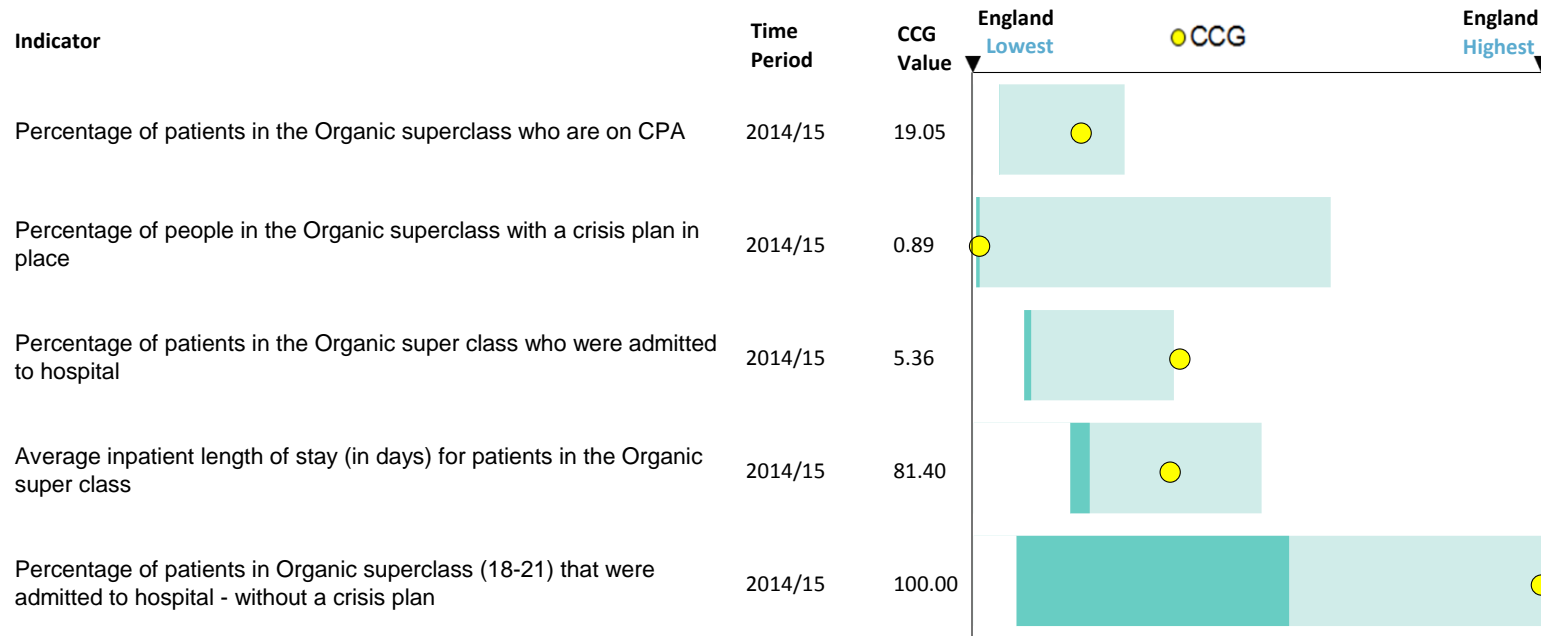 Indicator
Time
Period
CCG
Value
England
Lowest
CCG
England
Highest
Percentage of patients in the Organic superclass who are on CPA 2014/15 19.05
Percentage of people in the Organic superclass with a crisis plan in
place
2014/15 0.89
Percentage of patients in the Organic super class who were admitted
to hospital
2014/15 5.36
Average inpatient length of stay (in days) for patients in the Organic
super class
2014/15 81.40
Percentage of patients in Organic superclass (18-21) that were
admitted to hospital - without a crisis plan
2014/15 100.00